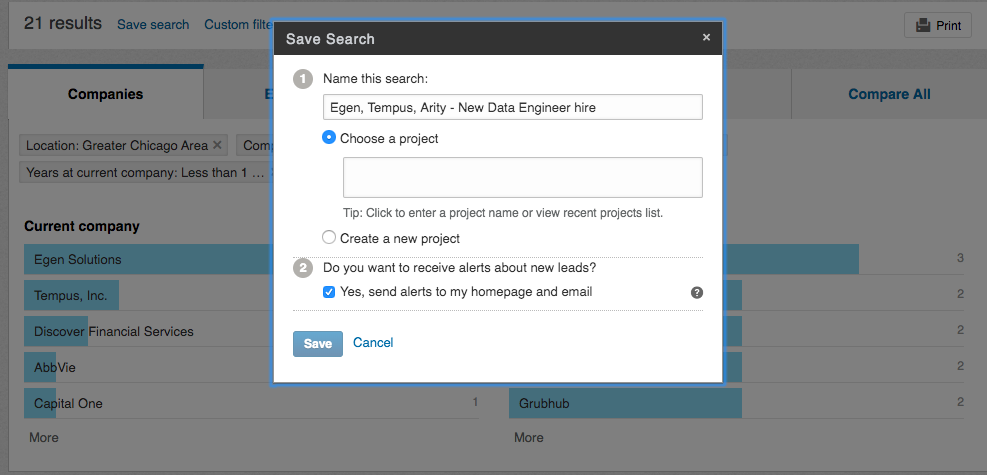 21 results Save search Custom filte
Print
Save Search ×
Companies
E
Compare All
1 Name this search:
Egen, Tempus, Arity - New Data Engineer hire
Choose a project
Location: Greater Chicago Area × Com
Years at current company: Less than 1 ...
Tip: Click to enter a project name or view recent projects list.
Create a new project
2 Do you want to receive alerts about new leads?
Yes, send alerts to my homepage and email ?
Save Cancel
Current company
Egen Solutions
Tempus, Inc.
Discover Financial Services
AbbVie
Capital One 1
More
3
2
2
2
Grubhub 2
More